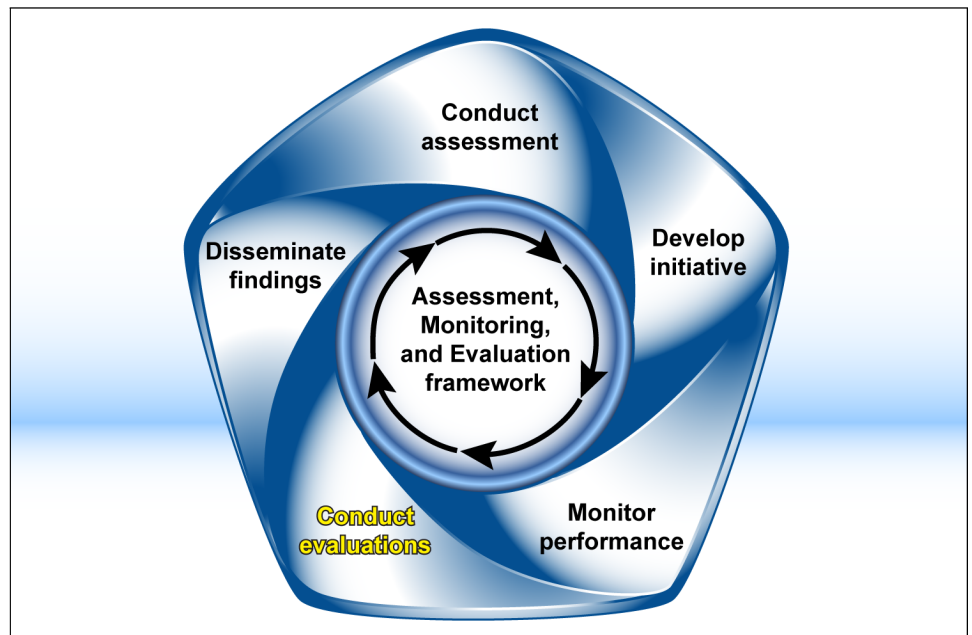 Conduct
assessment
Develop
initiative
Disseminate
findings
Assessment,
Monitoring,
and Evaluation
framework
Conduct
evaluations
Monitor
performance